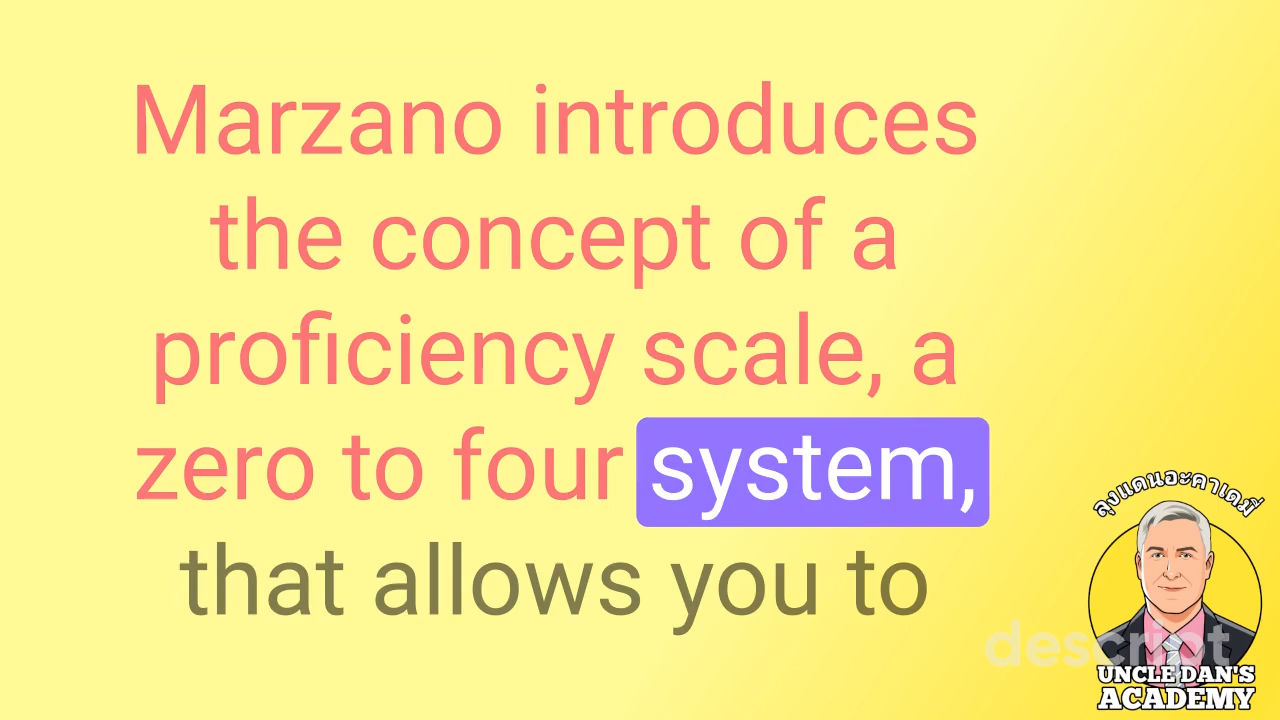 Marzano introduces
the concept of a
proficiency scale, a
zero to four system,
that allows you to
ลุงแดนอะคาเดมี่
descript
UNCLE DAN'S
ACADEMY